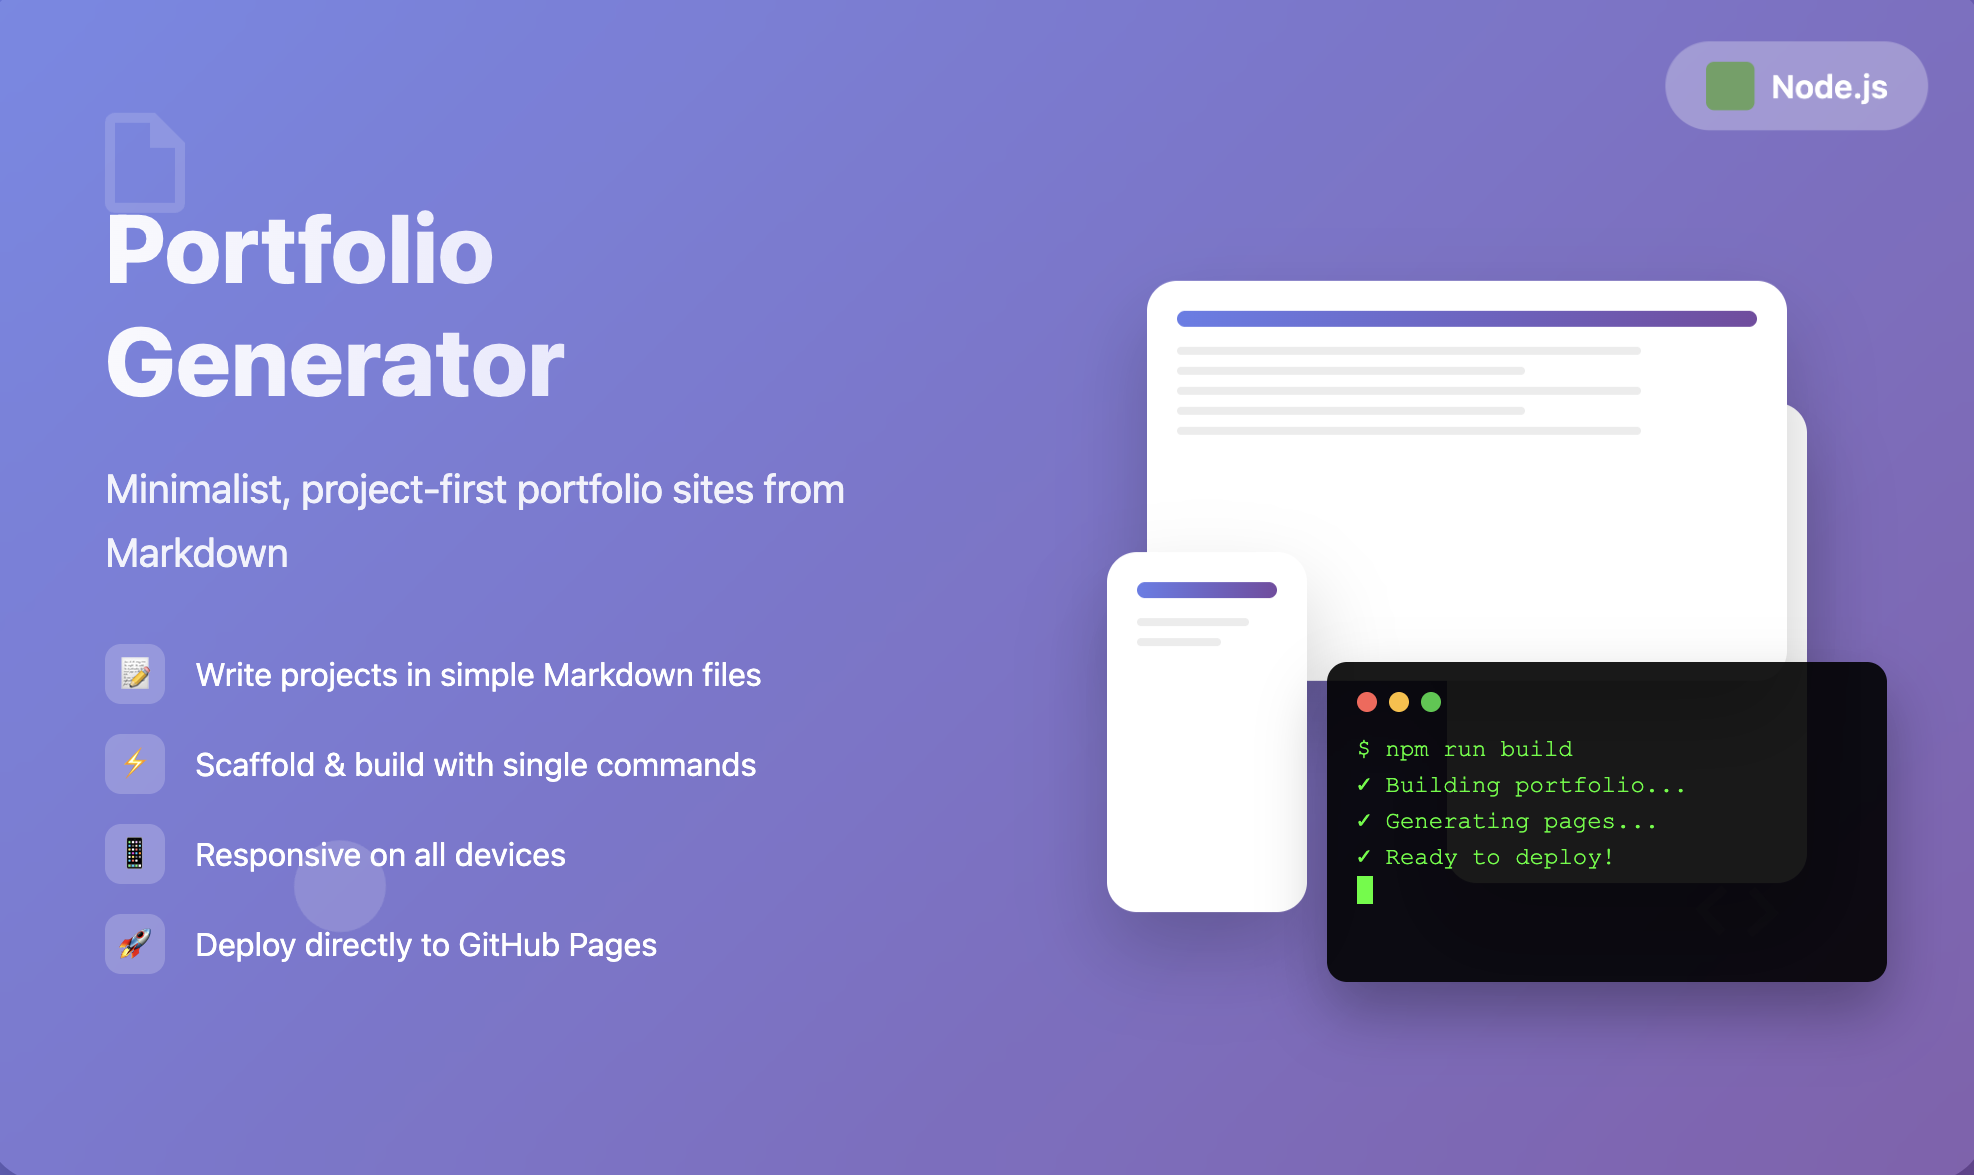 Node.js
Portfolio
Generator
Minimalist, project-first portfolio sites from
Markdown
Write projects in simple Markdown files
Scaffold & build with single commands
Responsive on all devices
Deploy directly to GitHub Pages
$ npm run build
✓ Building portfolio...
✓ Generating pages...
✓ Ready to deploy!